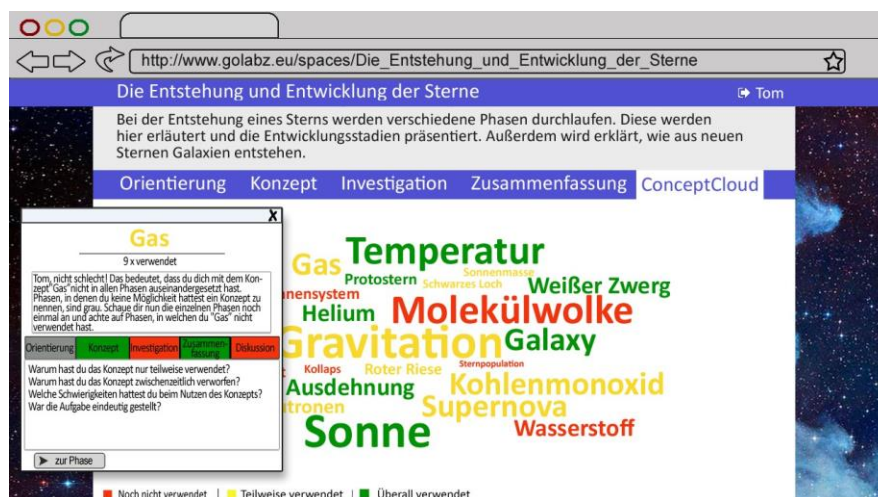 http://www.golabz.eu/spaces/Die_Entstehung_und_Entwicklung_der_Sterne
Die Entstehung und Entwicklung der Sterne
Tom
Bei der Entstehung eines Sterns werden verschiedene Phasen durchlaufen. Diese werden
hier erläutert und die Entwicklungsstadien präsentiert. Außerdem wird erklärt, wie aus neuen
Sternen Galaxien entstehen.
Orientierung Konzept Investigation Zusammenfassung ConceptCloud
X
Gas
9 x verwendet
Tom, nicht schlecht! Das bedeutet, dass du dich mit dem Kon-
zept"Gas" nicht in allen Phasen auseinandergesetzt hast.
Phasen, in denen du keine Möglichkeit hattest ein Konzept zu
nennen, sind grau. Schaue dir nun die einzelnen Phasen noch
einmal an und achte auf Phasen, in welchen du "Gas" nicht
verwendet hast.
Orientierung Konzept Investigation Zusammen-
fassung Diskussion
Warum hast du das Konzept nur teilweise verwendet?
Warum hast du das Konzept zwischenzeitlich verworfen?
Welche Schwierigkeiten hattest du beim Nutzen des Konzepts?
War die Aufgabe eindeutig gestellt?
zur Phase
Temperatur
Gas
Sonnenmasse
Protostern
Schwarzes Loch
Weißer Zwerg
nensystem
Helium
Molekülwolke
Gravitation
Galaxy
Sternpopulation
Kollaps
Roter Riese
Ausdehnung
Kohlenmonoxid
utronen
Supernova
Sonne
Wasserstoff
Noch nicht verwendet | Teilweise verwendet | Überall verwendet